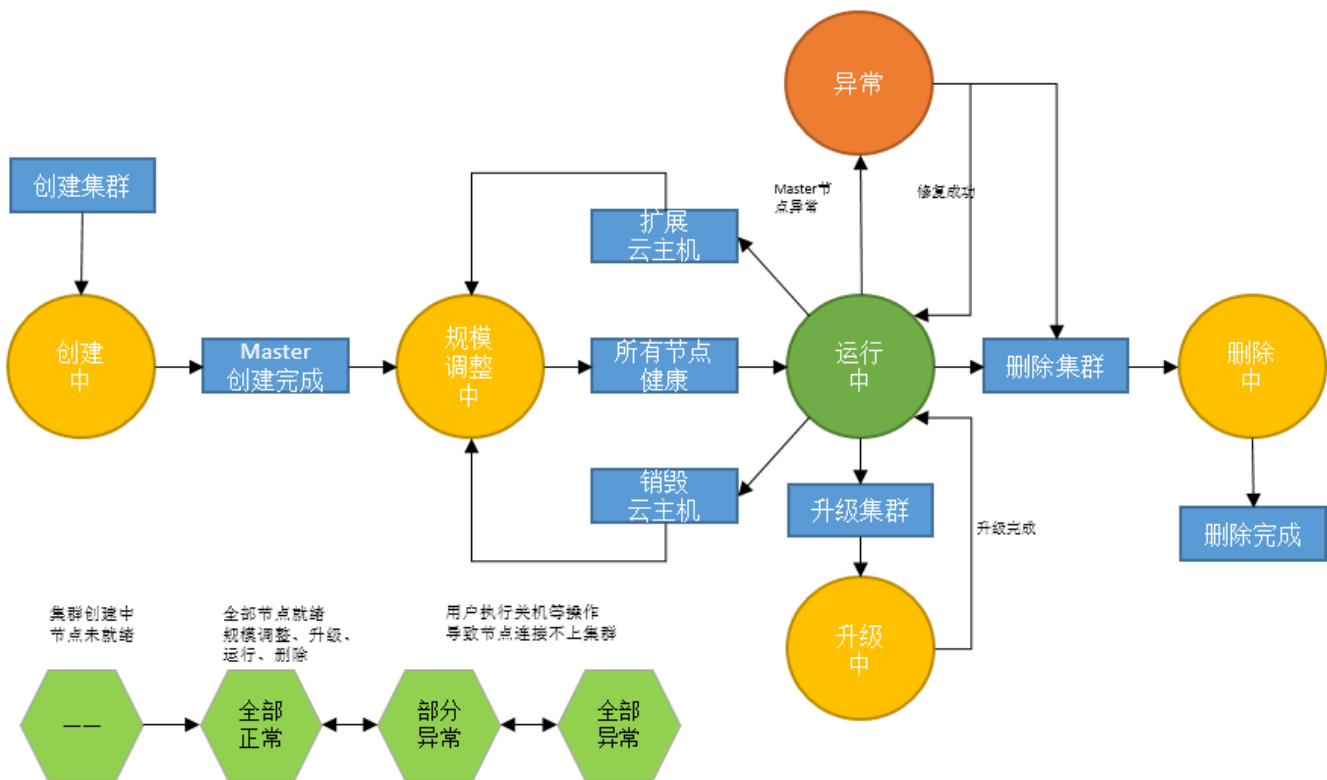 异常
创建集群
Master节
点异常
修复成功
扩展
云主机
创建
中
Master
创建完成
规模
调整
中
所有节点
健康
运行
中
删除集群
删除
中
销毁
云主机
升级集群
升级完成
删除完成
升级
中
集群创建中
节点未就绪
全部节点就绪
规模调整、升级、
运行、删除
用户执行关机等操作
导致节点连接不上集群
——
全部
正常
部分
异常
全部
异常